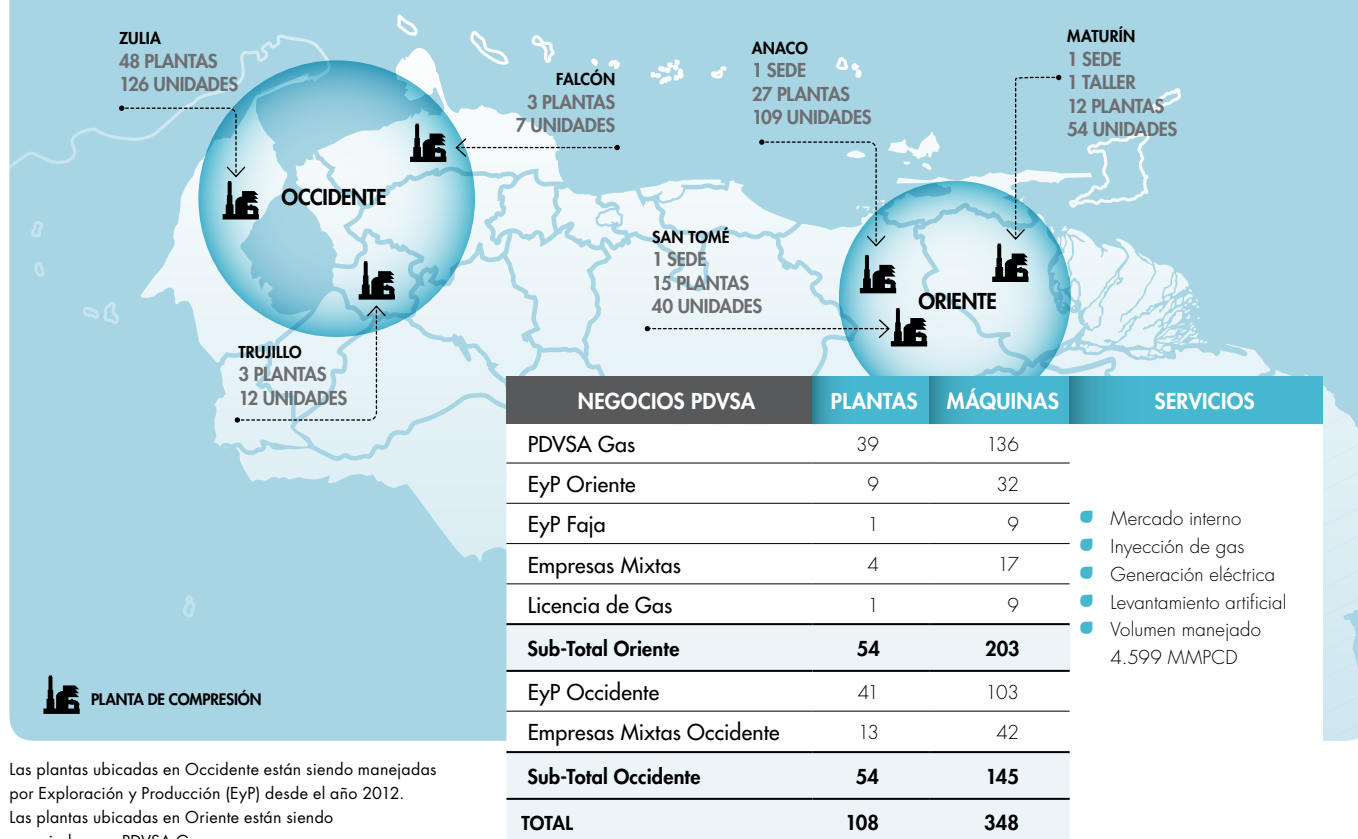 ZULIA
48 PLANTAS
126 UNIDADES
FALCÓN
3 PLANTAS
7 UNIDADES
ANACO
1 SEDE
27 PLANTAS
109 UNIDADES
MATURÍN
1 SEDE
1 TALLER
12 PLANTAS
54 UNIDADES
OCCIDENTE
SAN TOMÉ
1 SEDE
15 PLANTAS
40 UNIDADES
ORIENTE
TRUJILLO
3 PLANTAS
12 UNIDADES
NEGOCIOS PDVSA PLANTAS MÁQUINAS SERVICIOS
PDVSA Gas 39 136
EyP Oriente 9 32
EyP Faja 1 9
Empresas Mixtas 4 17
Licencia de Gas 1 9
Sub-Total Oriente 54 203
EyP Occidente 41 103
Empresas Mixtas Occidente 13 42
Sub-Total Occidente 54 145
TOTAL 108 348
Mercado interno
Inyección de gas
Generación eléctrica
Levantamiento artificial
Volumen manejado
4.599 MMPCD
PLANTA DE COMPRESIÓN
Las plantas ubicadas en Occidente están siendo manejadas
por Exploración y Producción (EyP) desde el año 2012.
Las plantas ubicadas en Oriente están siendo